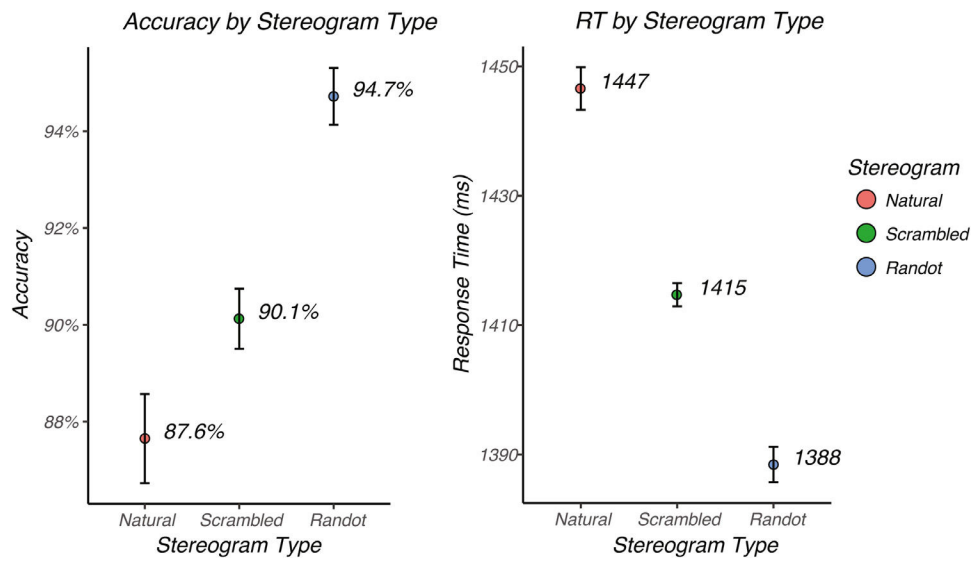 Accuracy by Stereogram Type
94%
92%
90%
88%
Accuracy
87.6%
90.1%
94.7%
Natural
Scrambled
Randot
Stereogram Type
RT by Stereogram Type
1450
1430
1410
1390
Response Time (ms)
1447
1415
1388
Natural
Scrambled
Randot
Stereogram Type
Stereogram
Natural
Scrambled
Randot